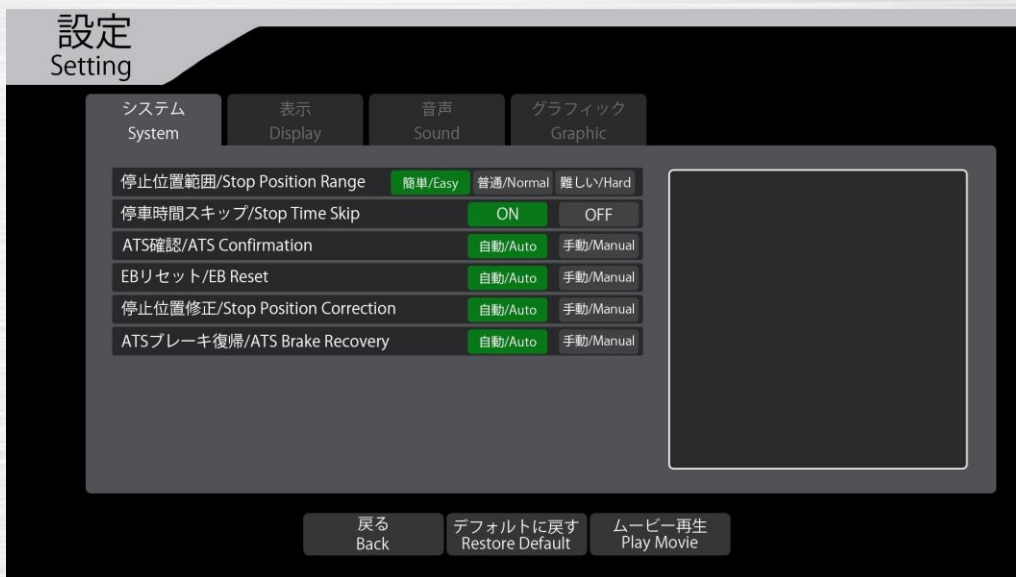 設定
Setting
システム
System
表示
Display
音声
Sound
グラフィック
Graphic
停止位置範囲/Stop Position Range 簡単/Easy 普通/Normal 難しい/Hard
停車時間スキップ/Stop Time Skip ON OFF
ATS確認/ATS Confirmation 自動/Auto 手動/Manual
EBリセット/EB Reset 自動/Auto 手動/Manual
停止位置修正/Stop Position Correction 自動/Auto 手動/Manual
ATSブレーキ復帰/ATS Brake Recovery 自動/Auto 手動/Manual
戻る
Back
デフォルトに戻す
Restore Default
ムービー再生
Play Movie